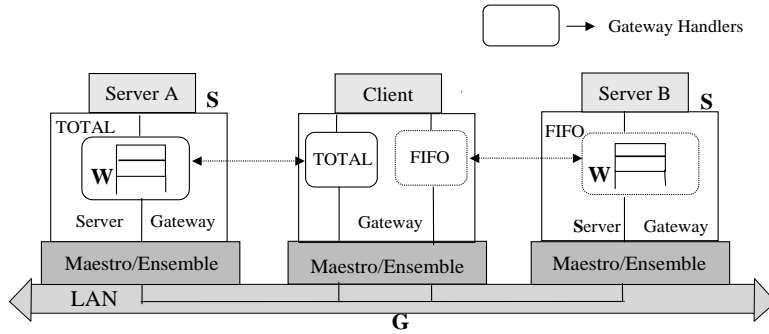 Gateway Handlers
Server A
S
Client
Server B
S
TOTAL
FIFO
W
TOTAL
FIFO
W
Server Gateway
Gateway
Server Gateway
Maestro/Ensemble
Maestro/Ensemble
Maestro/Ensemble
LAN
G